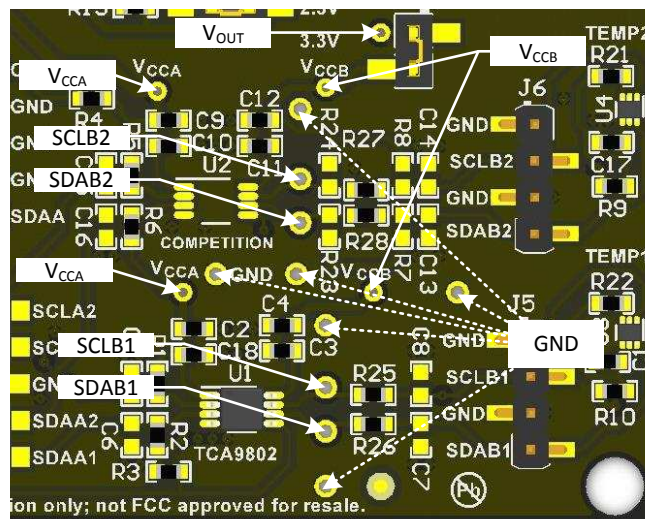 R13
2.5V
VOUT
3.3V
TEMP2
R21
VCCB
VCCA
VCCA
VCCB
J6
GND
R4
C9
C12
R24
R27
R8
C14
GND
U4
SCLB2
C10
U2
C11
SCLB2
C17
SDAB2
GND
R9
SDAA
C16
R6
R28
SDAB2
COMPETITION
R23
R7
C13
TEMP1
VCCA
VCCA
GND
VCCB
R22
SCLA2
C4
J5
C2
GND
GND
SCLB1
C18
C3
C8
U1
R25
SCLB1
SDAB1
GND
R10
SDAA2
C6
R2
R26
SDAA1
R3
TCA9802
C7
SDAB1
Pb
ion only; not FCC approved for resale.